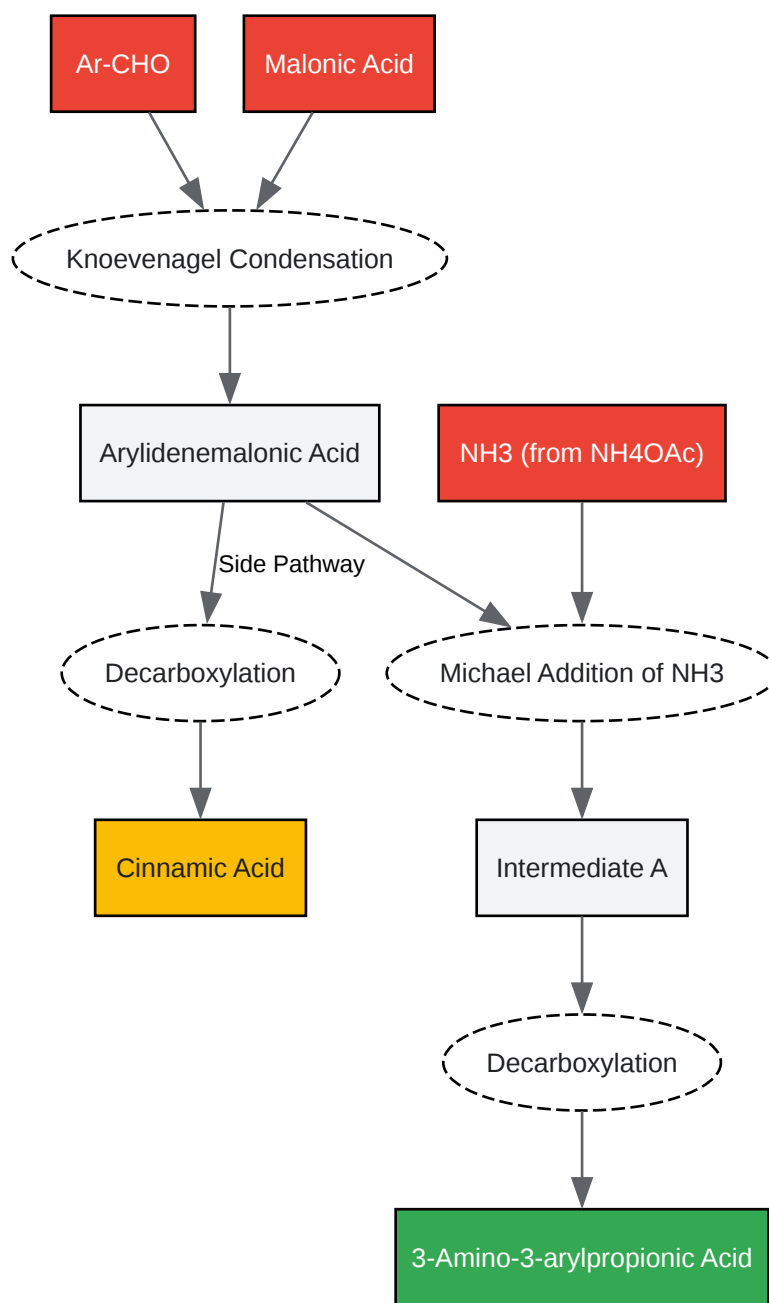 Ar-CHO
Malonic Acid
Knoevenagel Condensation
Arylidenemalonic Acid
NH3 (from NH4OAc)
Side Pathway
Decarboxylation
Michael Addition of NH3
Cinnamic Acid
Intermediate A
Decarboxylation
3-Amino-3-arylpropionic Acid